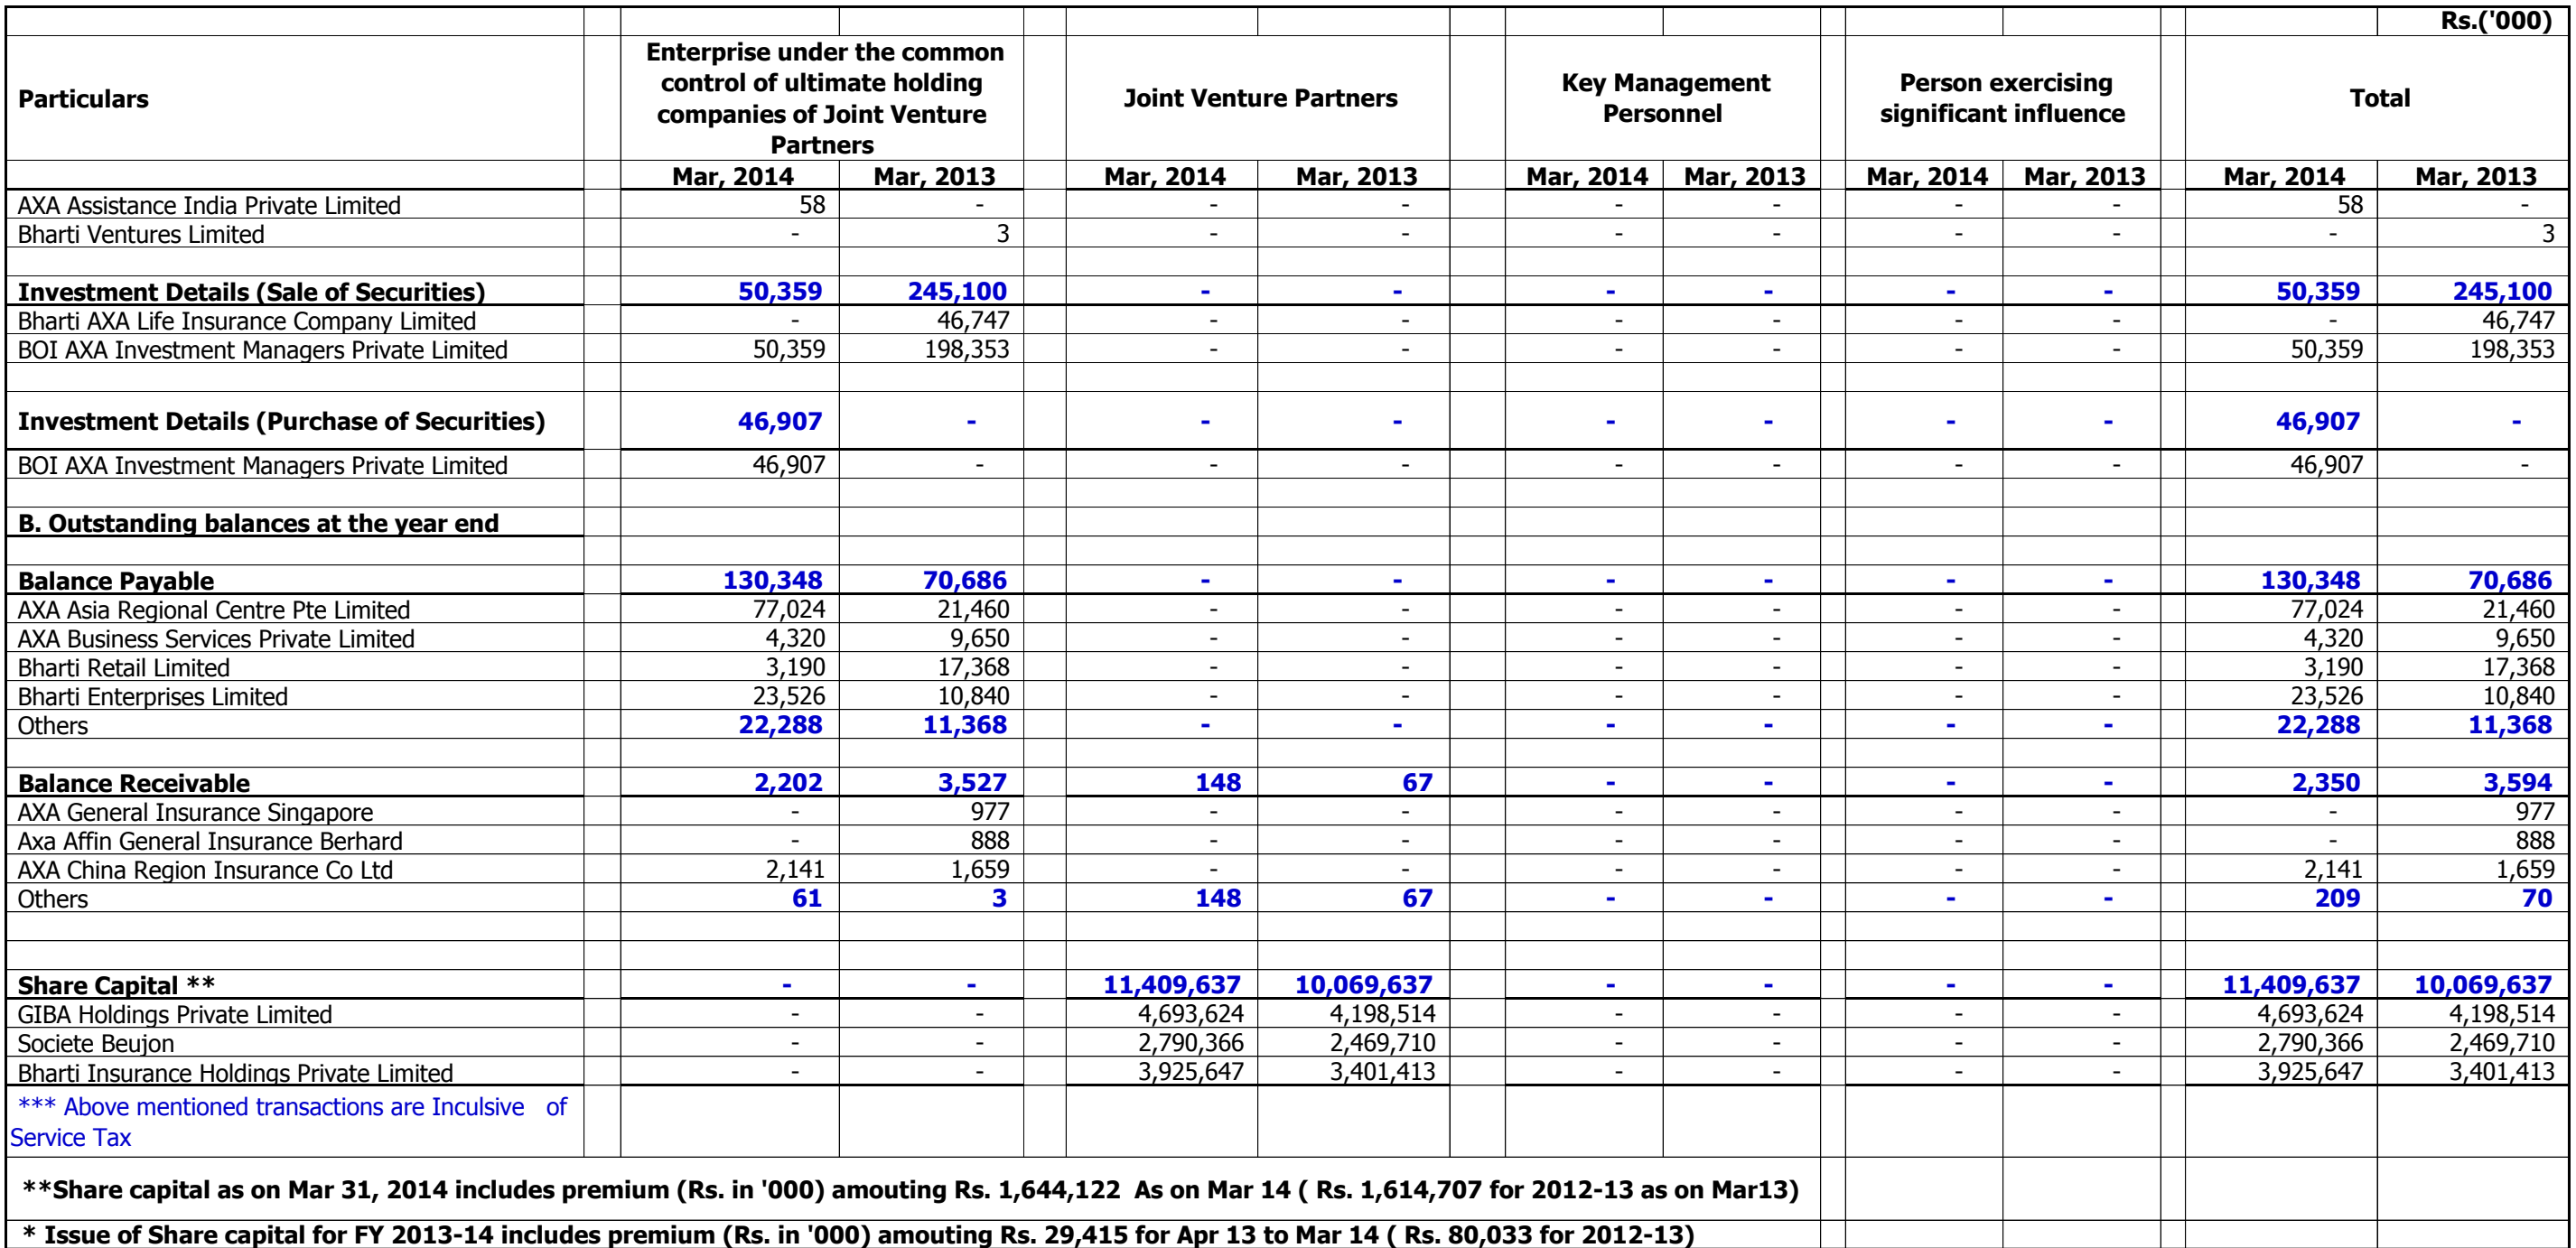 Rs.('000)
Particulars Enterprise under the common control of ultimate holding companies of Joint Venture Partners Joint Venture Partners Key Management Personnel Person exercising significant influence Total
Mar, 2014 Mar, 2013 Mar, 2014 Mar, 2013 Mar, 2014 Mar, 2013 Mar, 2014 Mar, 2013 Mar, 2014 Mar, 2013
AXA Assistance India Private Limited 58 - - - - - - - 58 -
Bharti Ventures Limited - 3 - - - - - - - 3
Investment Details (Sale of Securities) 50,359 245,100 - - - - - - 50,359 245,100
Bharti AXA Life Insurance Company Limited - 46,747 - - - - - - - 46,747
BOI AXA Investment Managers Private Limited 50,359 198,353 - - - - - - 50,359 198,353
Investment Details (Purchase of Securities) 46,907 - - - - - - - 46,907 -
BOI AXA Investment Managers Private Limited 46,907 - - - - - - - 46,907 -
B. Outstanding balances at the year end
Balance Payable 130,348 70,686 - - - - - - 130,348 70,686
AXA Asia Regional Centre Pte Limited 77,024 21,460 - - - - - - 77,024 21,460
AXA Business Services Private Limited 4,320 9,650 - - - - - - 4,320 9,650
Bharti Retail Limited 3,190 17,368 - - - - - - 3,190 17,368
Bharti Enterprises Limited 23,526 10,840 - - - - - - 23,526 10,840
Others 22,288 11,368 - - - - - - 22,288 11,368
Balance Receivable 2,202 3,527 148 67 - - - - 2,350 3,594
AXA General Insurance Singapore - 977 - - - - - - - 977
Axa Affin General Insurance Berhard - 888 - - - - - - - 888
AXA China Region Insurance Co Ltd 2,141 1,659 - - - - - - 2,141 1,659
Others 61 3 148 67 - - - - 209 70
Share Capital ** - - 11,409,637 10,069,637 - - - - 11,409,637 10,069,637
GIBA Holdings Private Limited - - 4,693,624 4,198,514 - - - - 4,693,624 4,198,514
Societe Beujon - - 2,790,366 2,469,710 - - - - 2,790,366 2,469,710
Bharti Insurance Holdings Private Limited - - 3,925,647 3,401,413 - - - - 3,925,647 3,401,413
*** Above mentioned transactions are Inculsive of
Service Tax
**Share capital as on Mar 31, 2014 includes premium (Rs. in '000) amouting Rs. 1,644,122 As on Mar 14 ( Rs. 1,614,707 for 2012-13 as on Mar13)
* Issue of Share capital for FY 2013-14 includes premium (Rs. in '000) amouting Rs. 29,415 for Apr 13 to Mar 14 ( Rs. 80,033 for 2012-13)